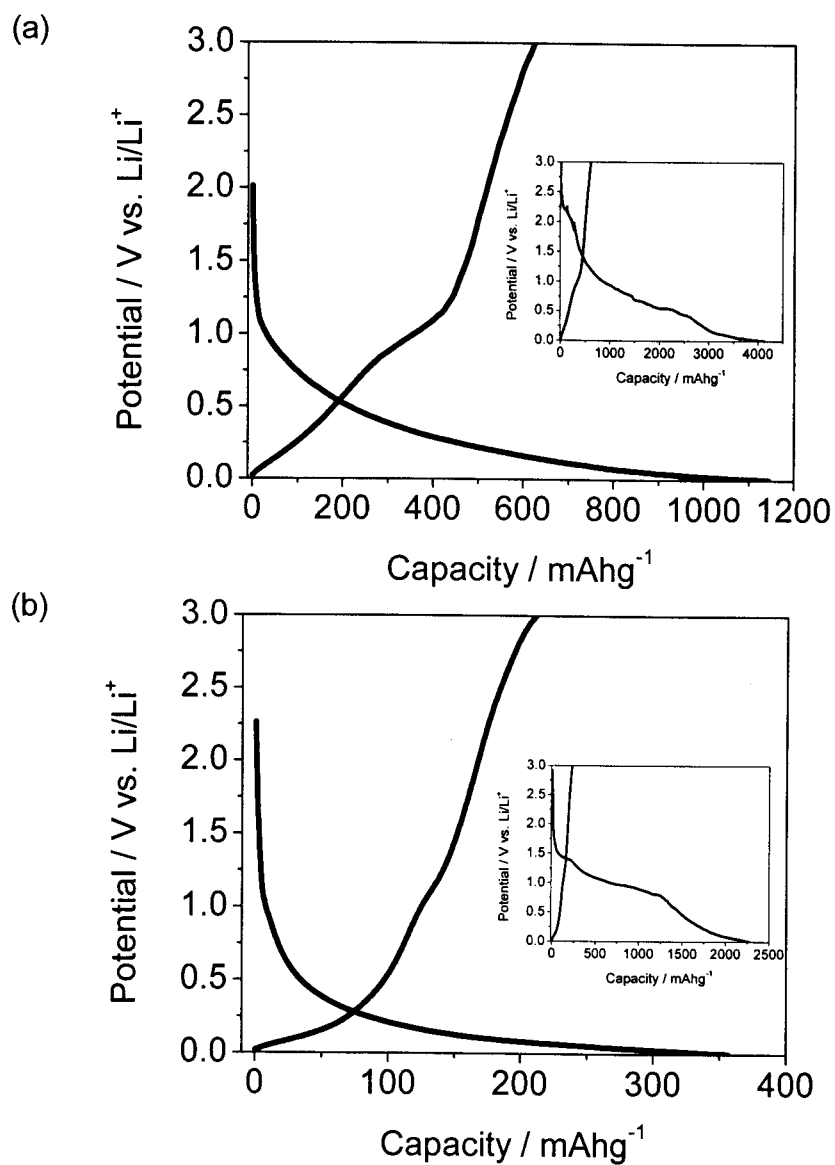 (a)
3.0
2.5
2.0
1.5
1.0
0.5
0.0
Potential / V vs. Li/Li⁺
0 200 400 600 800 1000 1200
Capacity / mAhg⁻¹
3.0
2.5
2.0
1.5
1.0
0.5
0.0
Potential / V vs. Li/Li⁺
0 1000 2000 3000 4000
Capacity / mAhg⁻¹
(b)
3.0
2.5
2.0
1.5
1.0
0.5
0.0
Potential / V vs. Li/Li⁺
0 100 200 300 400
Capacity / mAhg⁻¹
3.0
2.5
2.0
1.5
1.0
0.5
0.0
Potential / V vs. Li/Li⁺
0 500 1000 1500 2000 2500
Capacity / mAhg⁻¹